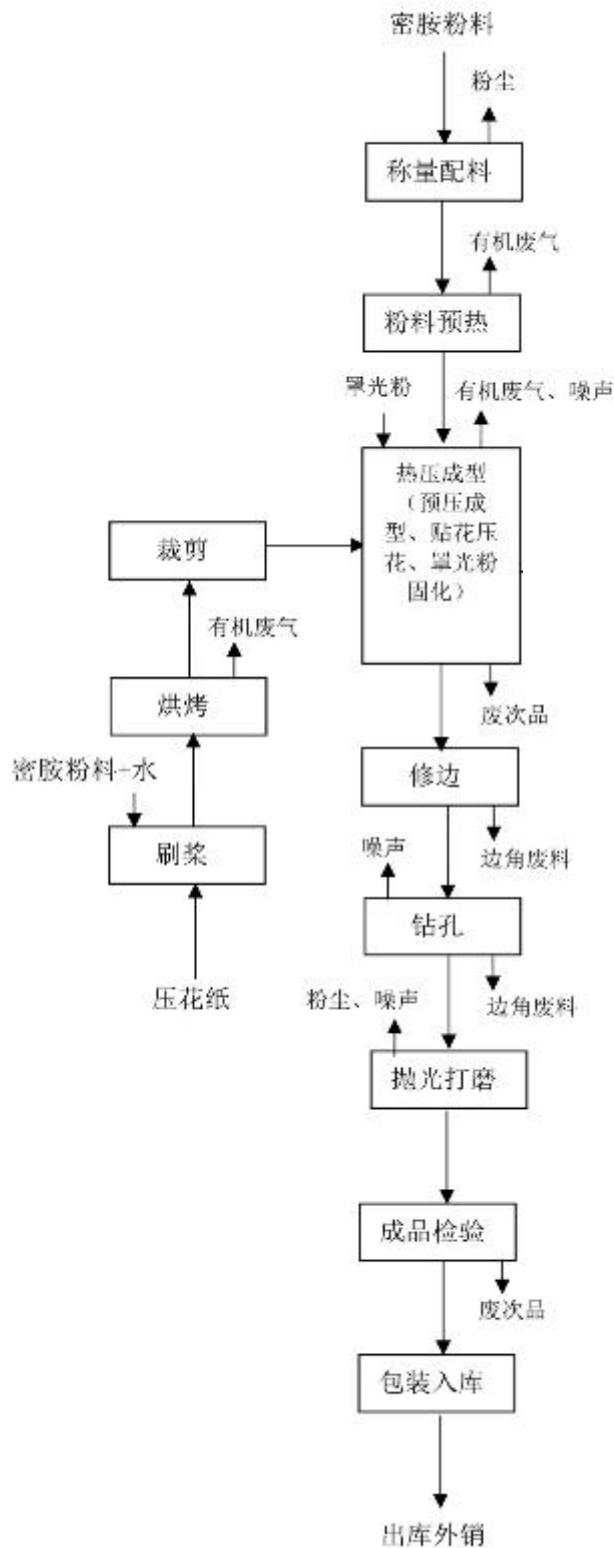 密胺粉料
粉尘
称量配料
有机废气
粉料预热
罩光粉
有机废气、噪声
热压成型
（预压成
型、贴花压
花、罩光粉
固化）
裁剪
有机废气
烘烤
废次品
密胺粉料+水
修边
刷桨
噪声
边角废料
钻孔
压花纸
粉尘、噪声
边角废料
抛光打磨
成品检验
废次品
包装入库
出库外销